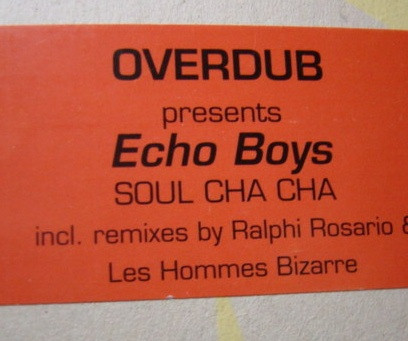 OVERDUB
presents
Echo Boys
SOUL CHA CHA
incl. remixes by Ralphi Rosario &
Les Hommes Bizarre